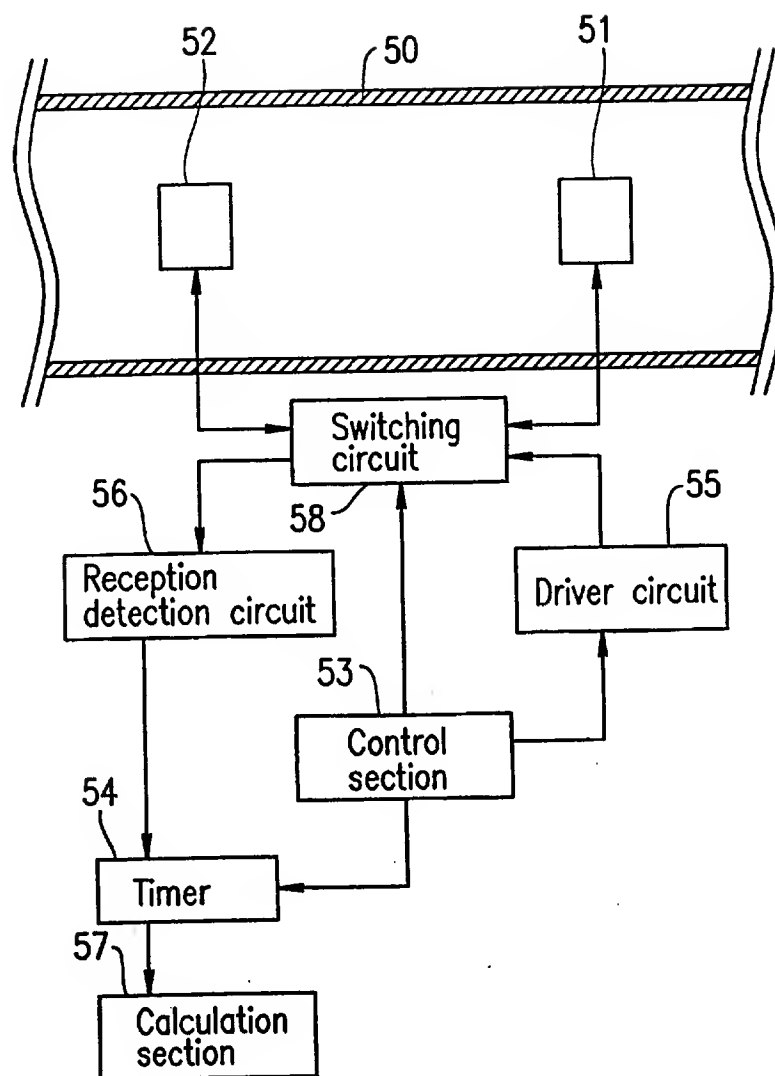 52
50
51
Switching
circuit
58
56
55
Reception
detection circuit
Driver circuit
53
Control
section
54
Timer
57
Calculation
section